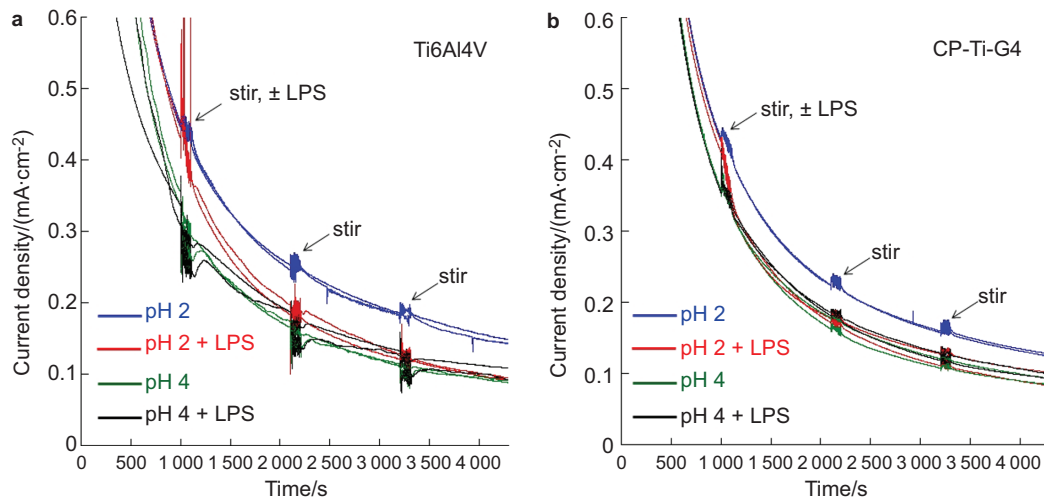 a
Ti6Al4V
Current density/(mA·cm-2)
0.6
0.5
0.4
0.3
0.2
0.1
0
stir, ± LPS
stir
stir
pH 2
pH 2 + LPS
pH 4
pH 4 + LPS
0 500 1 000 1 500 2 000 2 500 3 000 3 500 4 000
Time/s
b
CP-Ti-G4
Current density/(mA·cm-2)
0.6
0.5
0.4
0.3
0.2
0.1
0
stir, ± LPS
stir
stir
pH 2
pH 2 + LPS
pH 4
pH 4 + LPS
0 500 1 000 1 500 2 000 2 500 3 000 3 500 4 000
Time/s